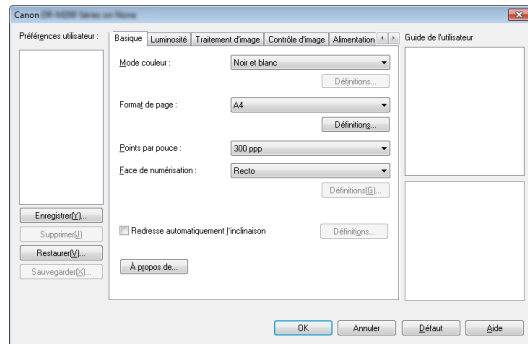 Canon
Préférences utilisateur :
Basique Luminosité Traitement d'image Contrôle d'image Alimentation
Guide de l'utilisateur
Mode couleur : Noir et blanc
Définitions...
Format de page : A4
Définitions...
Points par pouce : 300 ppp
Face de numérisation : Recto
Définitions(G)...
Enregistrer(Y)...
Supprimer(U)
Restaurer(V)...
Sauvegarder(X)...
Redresse automatiquement l'inclinaison
Définitions...
À propos de...
OK Annuler Défaut Aide